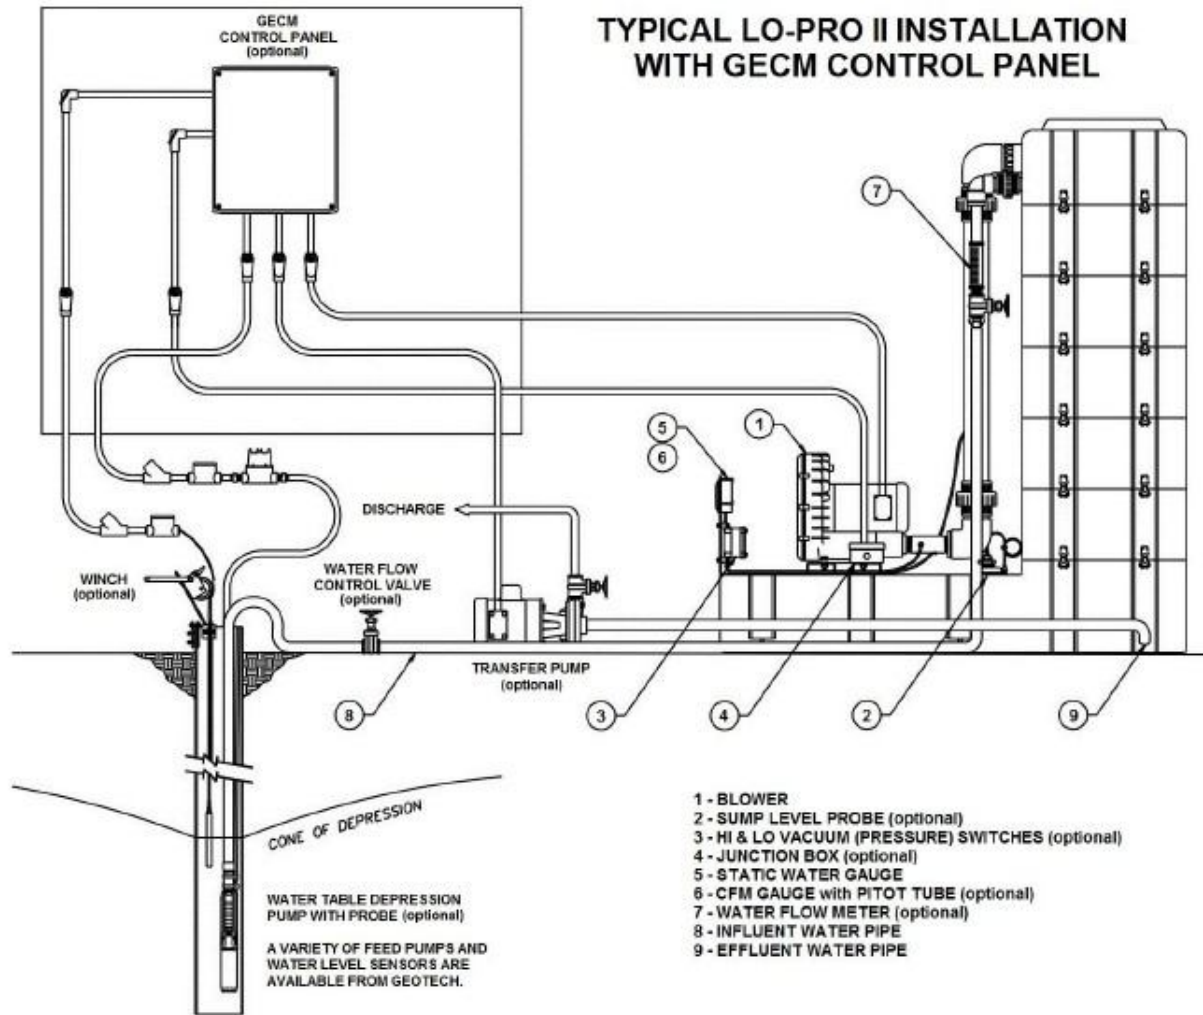 TYPICAL LO-PRO II INSTALLATION
WITH GECM CONTROL PANEL
GECM
CONTROL PANEL
(optional)
7
5
6
1
DISCHARGE
WINCH
(optional)
WATER FLOW
CONTROL VALVE
(optional)
TRANSFER PUMP
(optional)
8
3
4
2
9
CONE OF DEPRESSION
WATER TABLE DEPRESSION
PUMP WITH PROBE (optional)
A VARIETY OF FEED PUMPS AND
WATER LEVEL SENSORS ARE
AVAILABLE FROM GEOTECH.
1 - BLOWER
2 - SUMP LEVEL PROBE (optional)
3 - HI & LO VACUUM (PRESSURE) SWITCHES (optional)
4 - JUNCTION BOX (optional)
5 - STATIC WATER GAUGE
6 - CFM GAUGE with PITOT TUBE (optional)
7 - WATER FLOW METER (optional)
8 - INFLUENT WATER PIPE
9 - EFFLUENT WATER PIPE